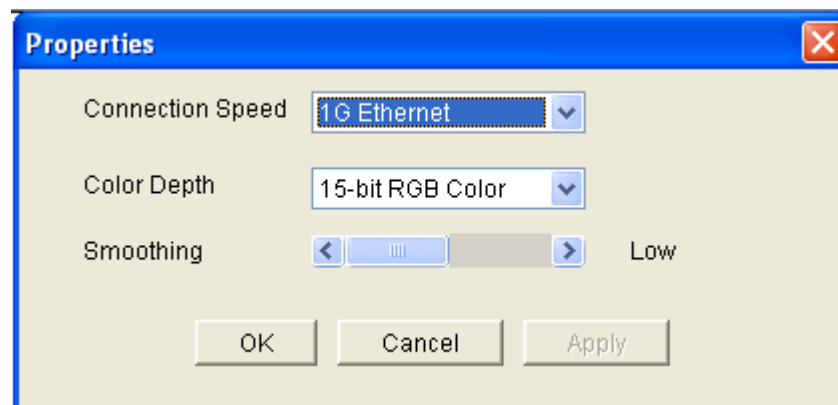 Properties
Connection Speed 1G Ethernet
Color Depth 15-bit RGB Color
Smoothing Low
OK Cancel Apply